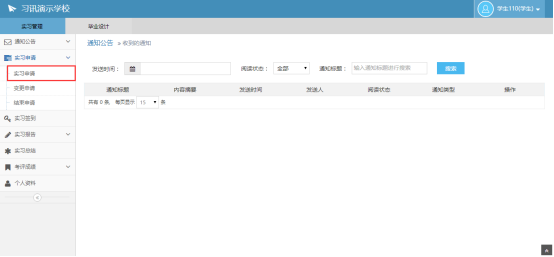 习讯演示学校
学生110(学生)
实习管理
毕业设计
通知公告
实习申请
实习申请
变更申请
结束申请
实习签到
实习报告
实习总结
考评成绩
个人资料
通知公告 » 收到的通知
发送时间： 阅读状态： 全部 通知标题： 输入通知标题进行搜索 搜索
通知标题 内容摘要 发送时间 发送人 阅读状态 通知类型 操作
共有 0 条, 每页显示 15 条